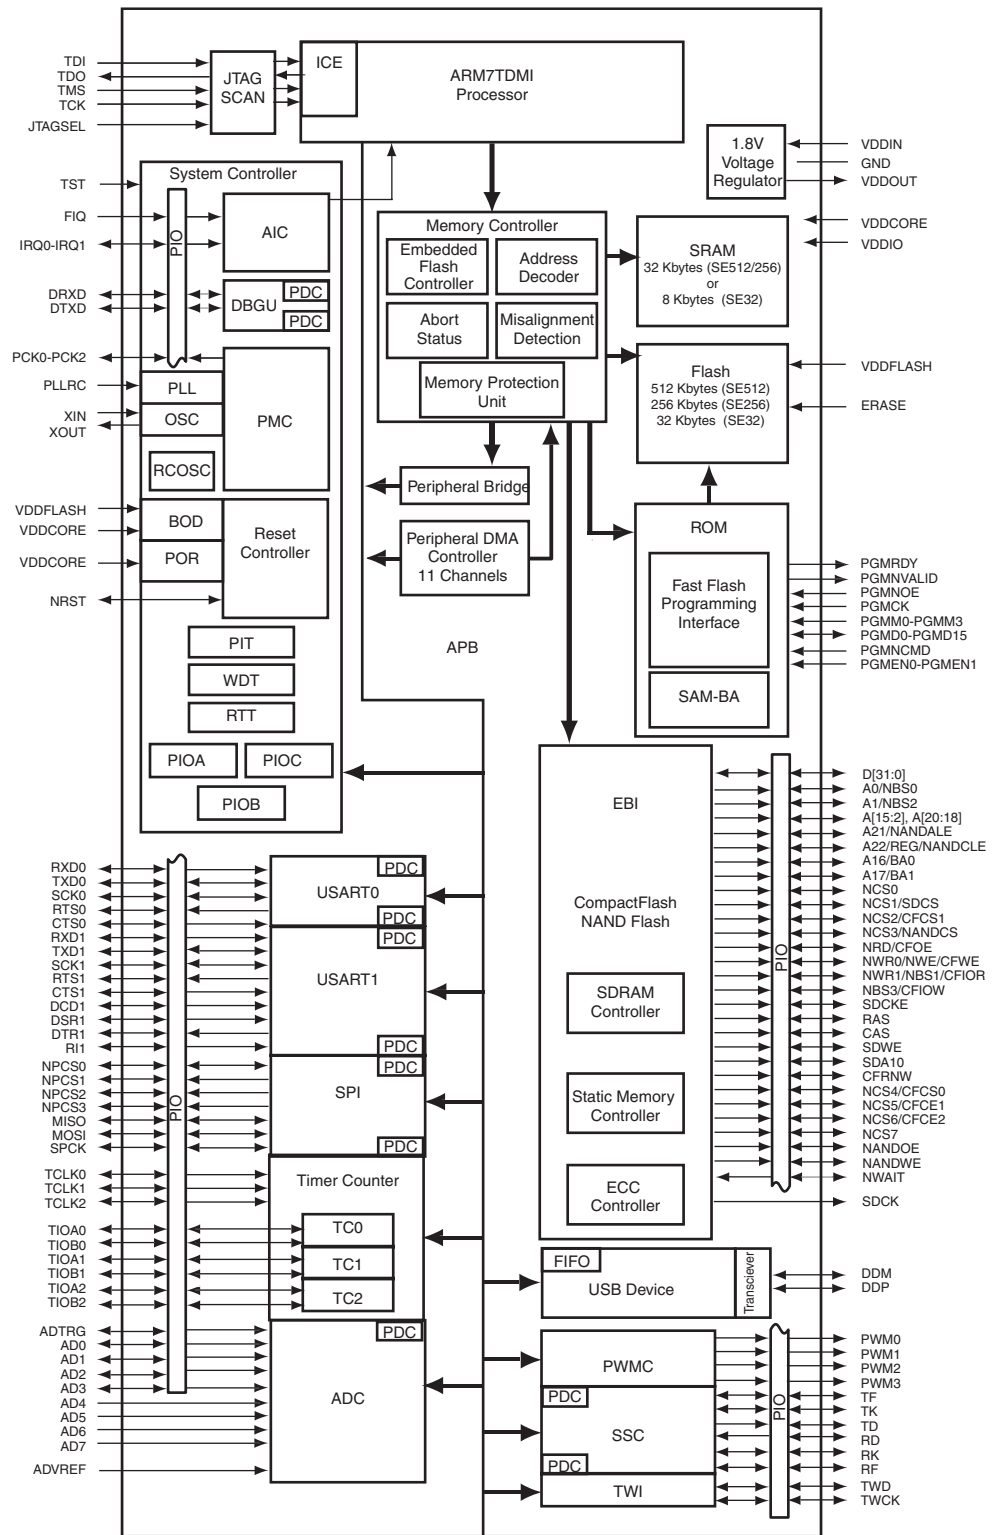 TDI
TDO
TMS
TCK
JTAGSEL
JTAG
SCAN
ICE
ARM7TDMI
Processor
1.8V
Voltage
Regulator
VDDIN
GND
VDDOUT
VDDCORE
VDDIO
System Controller
TST
FIQ
IRQ0-IRQ1
PIO
AIC
DRXD
DTXD
DBGU
PDC
PDC
PCK0-PCK2
PLLRC
PLL
XIN
XOUT
OSC
PMC
RCOSC
VDDFLASH
VDDCORE
BOD
VDDCORE
POR
Reset
Controller
NRST
PIT
WDT
RTT
PIOA
PIOC
PIOB
Memory Controller
Embedded
Flash
Controller
Address
Decoder
Abort
Status
Misalignment
Detection
Memory Protection
Unit
Peripheral Bridge
Peripheral DMA
Controller
11 Channels
APB
SRAM
32 Kbytes (SE512/256)
or
8 Kbytes (SE32)
Flash
512 Kbytes (SE512)
256 Kbytes (SE256)
32 Kbytes (SE32)
VDDFLASH
ERASE
ROM
Fast Flash
Programming
Interface
SAM-BA
PGMRDY
PGMNVALID
PGMNOE
PGMCK
PGMM0-PGMM3
PGMD0-PGMD15
PGMNCMD
PGMEN0-PGMEN1
EBI
CompactFlash
NAND Flash
SDRAM
Controller
Static Memory
Controller
ECC
Controller
PIO
D[31:0]
A0/NBS0
A1/NBS2
A[15:2], A[20:18]
A21/NANDALE
A22/REG/NANDCLE
A16/BA0
A17/BA1
NCS0
NCS1/SDCS
NCS2/CFCS1
NCS3/NANDCS
NRD/CFOE
NWR0/NWE/CFWE
NWR1/NBS1/CFIOR
NBS3/CFIOW
SDCKE
RAS
CAS
SDWE
SDA10
CFRNW
NCS4/CFCS0
NCS5/CFCE1
NCS6/CFCE2
NCS7
NANDOE
NANDWE
NWAIT
SDCK
RXD0
TXD0
SCK0
RTS0
CTS0
RXD1
TXD1
SCK1
RTS1
CTS1
DCD1
DSR1
DTR1
RI1
NPCS0
NPCS1
NPCS2
NPCS3
MISO
MOSI
SPCK
TCLK0
TCLK1
TCLK2
TIOA0
TIOB0
TIOA1
TIOB1
TIOA2
TIOB2
ADTRG
AD0
AD1
AD2
AD3
AD4
AD5
AD6
AD7
ADVREF
PIO
PDC
USART0
PDC
PDC
USART1
PDC
PDC
SPI
PDC
Timer Counter
TC0
TC1
TC2
PDC
ADC
FIFO
USB Device
Transciever
DDM
DDP
PWMC
PDC
SSC
PDC
TWI
PIO
PWM0
PWM1
PWM2
PWM3
TF
TK
TD
RD
RK
RF
TWD
TWCK